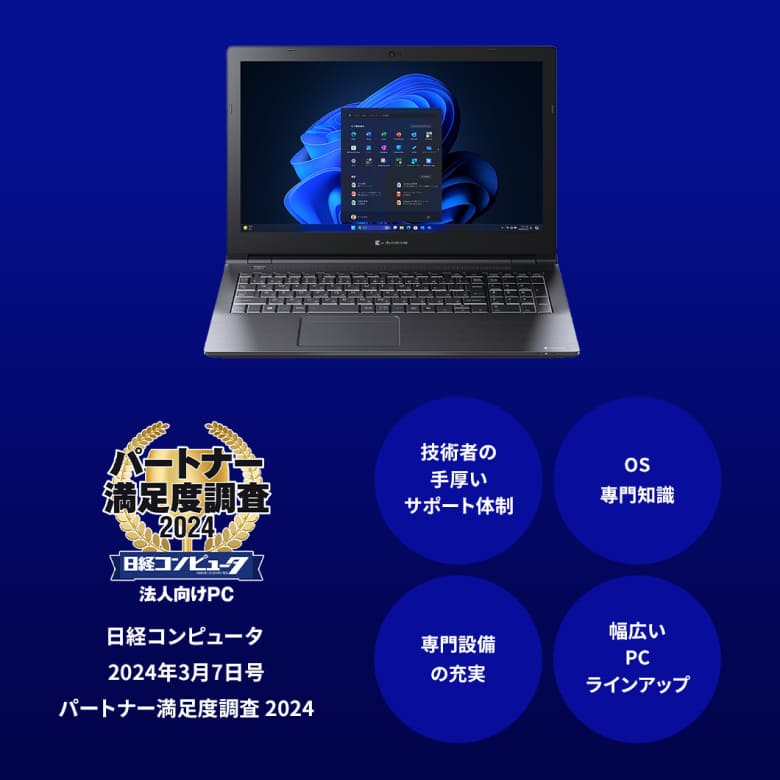 dynabook
パートナー
満足度調査
2024
日経コンピュータ
法人向けPC
日経コンピュータ
2024年3月7日号
パートナー満足度調査 2024
技術者の
手厚い
サポート体制
OS
専門知識
専門設備
の充実
幅広い
PC
ラインアップ